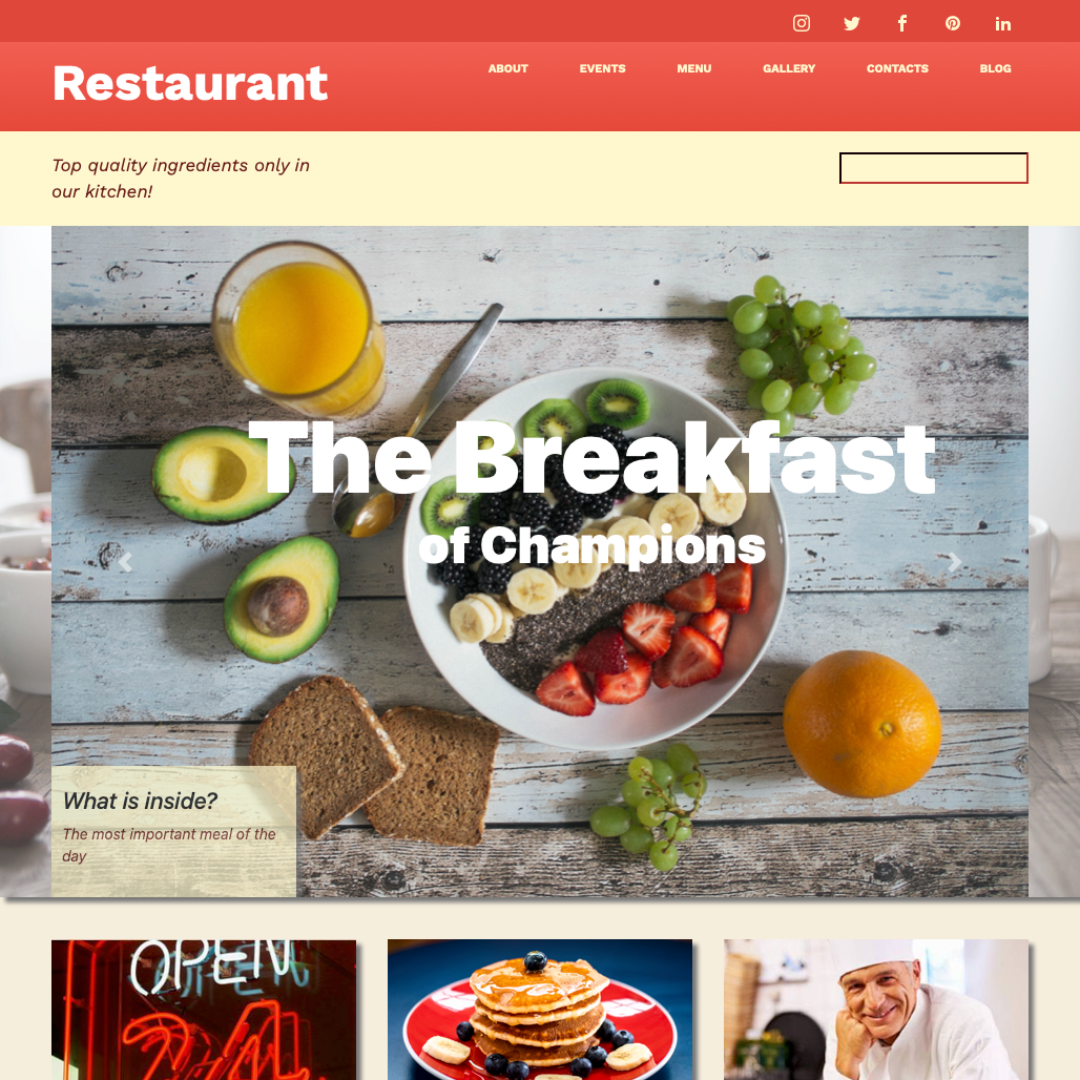 Restaurant
ABOUT EVENTS MENU GALLERY CONTACTS BLOG
Top quality ingredients only in
our kitchen!
The Breakfast
of Champions
What is inside?
The most important meal of the
day
OPEN
24